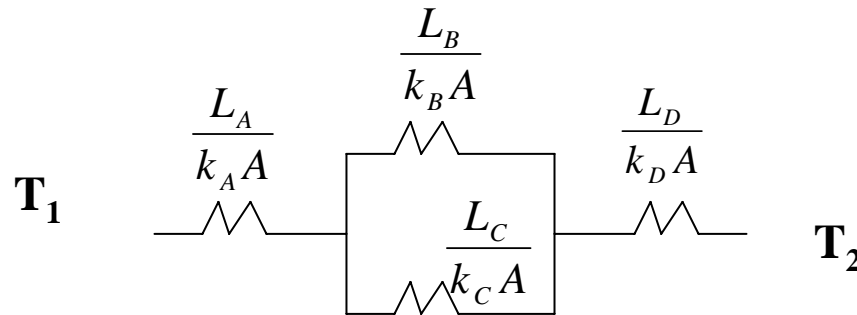 L_B
k_B A
L_A
k_A A
L_D
k_D A
T_1
L_C
k_C A
T_2